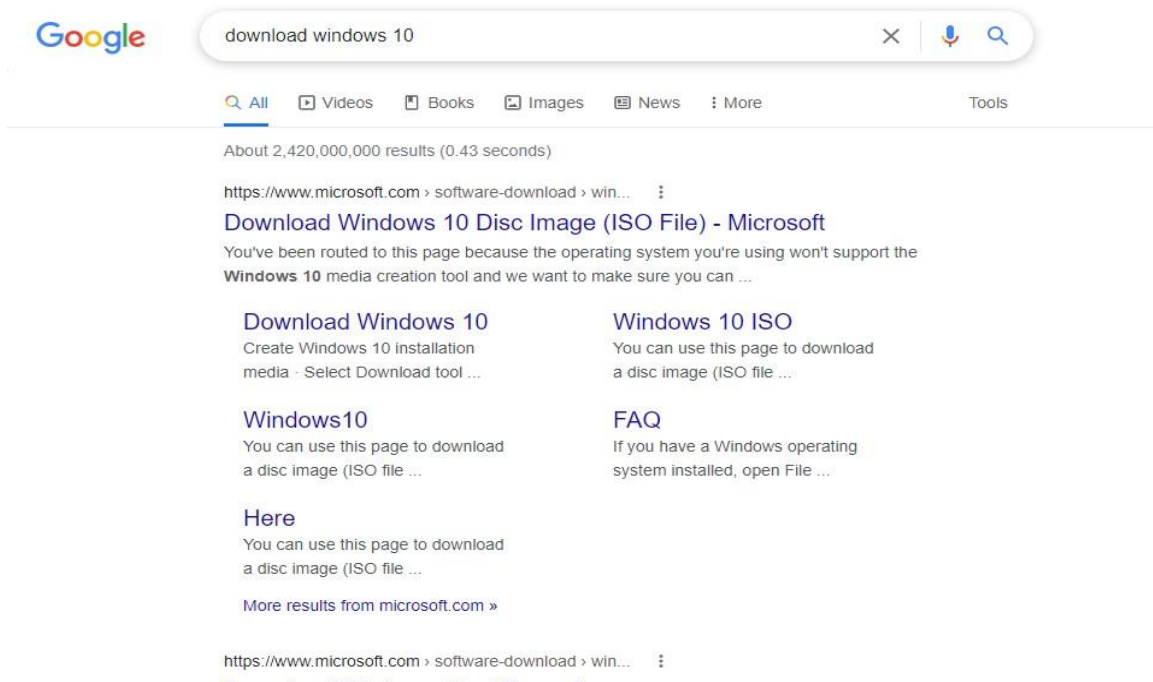 Google download windows 10
All Videos Books Images News More Tools
About 2,420,000,000 results (0.43 seconds)
https://www.microsoft.com › software-download › win...
Download Windows 10 Disc Image (ISO File) - Microsoft
You've been routed to this page because the operating system you're using won't support the
Windows 10 media creation tool and we want to make sure you can ...
Download Windows 10
Create Windows 10 installation
media · Select Download tool ...
Windows 10 ISO
You can use this page to download
a disc image (ISO file ...
Windows10
You can use this page to download
a disc image (ISO file ...
FAQ
If you have a Windows operating
system installed, open File ...
Here
You can use this page to download
a disc image (ISO file ...
More results from microsoft.com »
https://www.microsoft.com › software-download › win...